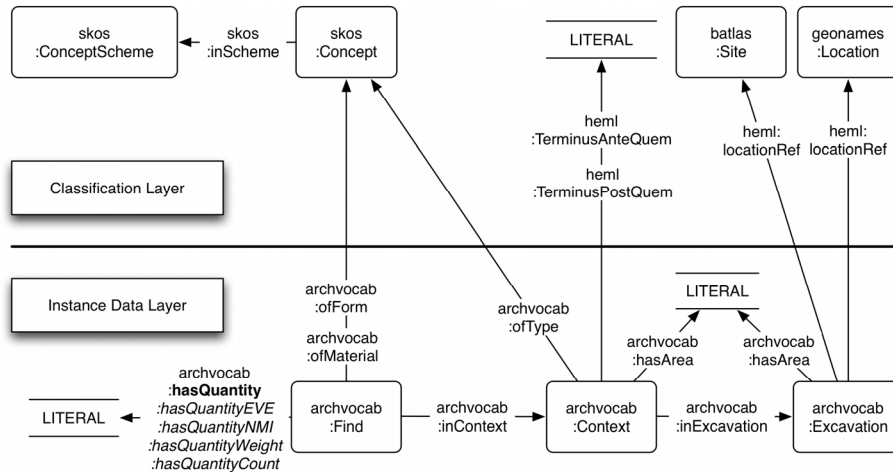 skos
:ConceptScheme
skos
:inScheme
skos
:Concept
LITERAL
batlas
:Site
geonames
:Location
heml
:TerminusAnteQuem
heml
:TerminusPostQuem
heml:
locationRef
heml:
locationRef
Classification Layer
Instance Data Layer
archvocab
:ofForm
archvocab
:ofMaterial
archvocab
:ofType
LITERAL
archvocab
:hasArea
archvocab
:hasArea
LITERAL
archvocab
:hasQuantity
:hasQuantityEVE
:hasQuantityNMI
:hasQuantityWeight
:hasQuantityCount
archvocab
:Find
archvocab
:inContext
archvocab
:Context
archvocab
:inExcavation
archvocab
:Excavation